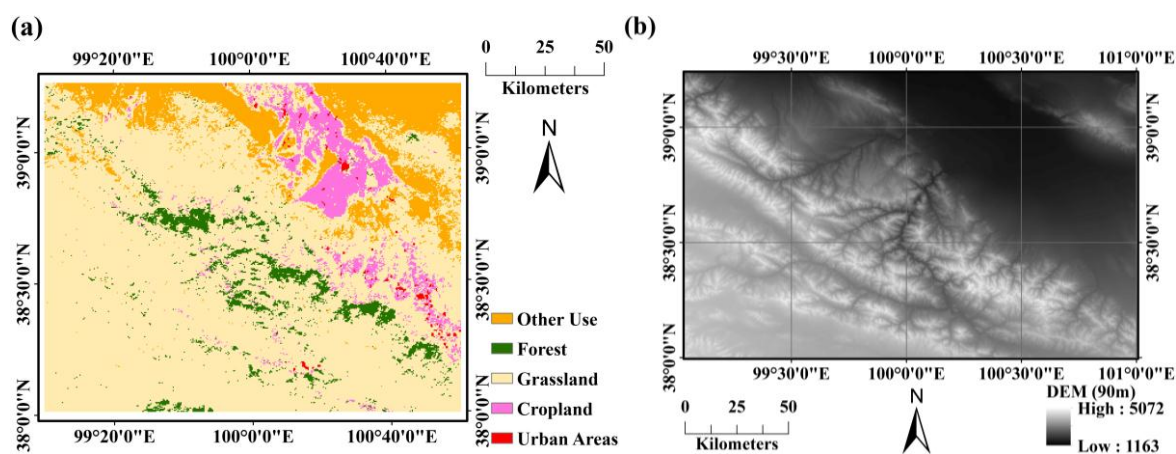 (a)
99°20'0"E 100°0'0"E 100°40'0"E
39°0'0"N
38°30'0"N
38°0'0"N
39°0'0"N
38°30'0"N
38°0'0"N
99°20'0"E 100°0'0"E 100°40'0"E
0 25 50
Kilometers
N
Other Use
Forest
Grassland
Cropland
Urban Areas
(b)
99°30'0"E 100°0'0"E 100°30'0"E 101°0'0"E
39°0'0"N
38°30'0"N
38°0'0"N
39°0'0"N
38°30'0"N
38°0'0"N
99°30'0"E 100°0'0"E 100°30'0"E 101°0'0"E
0 25 50
Kilometers
N
DEM (90m)
High : 5072
Low : 1163